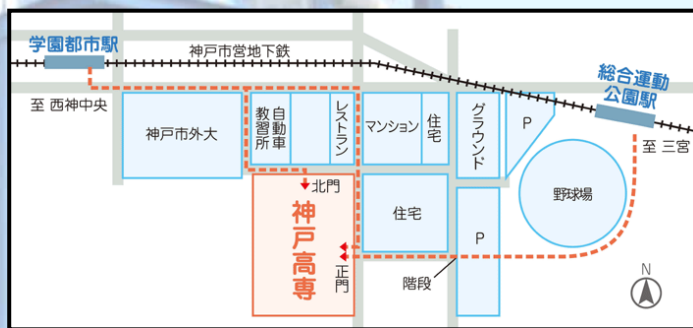 学園都市駅
神戸市営地下鉄
総合運動
公園駅
至 西神中央
至 三宮
神戸市外大
自動車
教習所
レストラン
マンション
住宅
グラウンド
P
野球場
北門
神戸高専
正門
住宅
P
階段
N